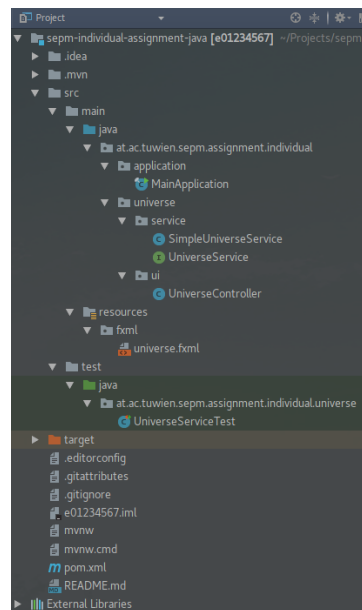 Project
sepm-individual-assignment-java [e01234567] ~/Projects/sepm
.idea
.mvn
src
main
java
at.ac.tuwien.sepm.assignment.individual
application
MainApplication
universe
service
SimpleUniverseService
UniverseService
ui
UniverseController
resources
fxml
universe.fxml
test
java
at.ac.tuwien.sepm.assignment.individual.universe
UniverseServiceTest
target
.editorconfig
.gitattributes
.gitignore
e01234567.iml
mvnw
mvnw.cmd
pom.xml
README.md
External Libraries